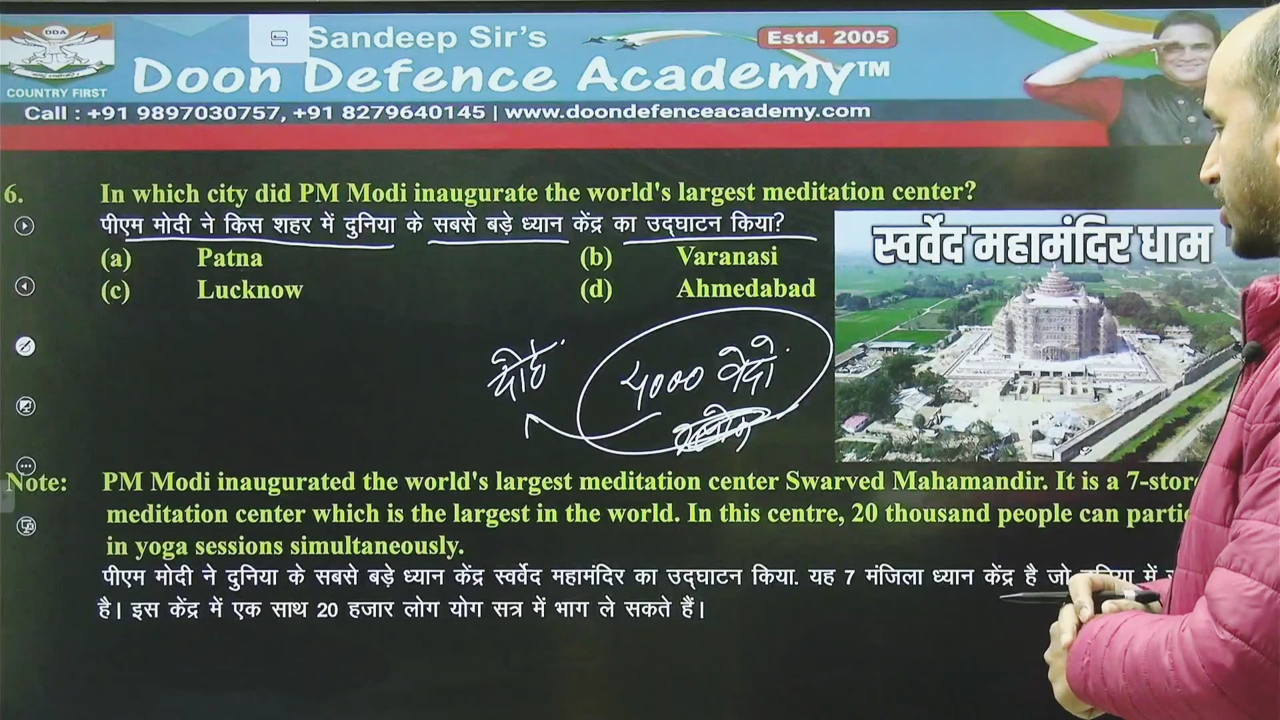 DDA
COUNTRY FIRST
Sandeep Sir's
Estd. 2005
Doon Defence Academy™
Call : +91 9897030757, +91 8279640145 | www.doondefenceacademy.com
6. In which city did PM Modi inaugurate the world's largest meditation center?
पीएम मोदी ने किस शहर में दुनिया के सबसे बड़े ध्यान केंद्र का उद्घाटन किया?
(a) Patna (b) Varanasi
(c) Lucknow (d) Ahmedabad
स्वर्वेद महामंदिर धाम
4000 वेदों
Note: PM Modi inaugurated the world's largest meditation center Swarved Mahamandir. It is a 7-stor
meditation center which is the largest in the world. In this centre, 20 thousand people can parti
in yoga sessions simultaneously.
पीएम मोदी ने दुनिया के सबसे बड़े ध्यान केंद्र स्वर्वेद महामंदिर का उद्घाटन किया. यह 7 मंजिला ध्यान केंद्र है जो दुनिया में
है। इस केंद्र में एक साथ 20 हजार लोग योग सत्र में भाग ले सकते हैं।